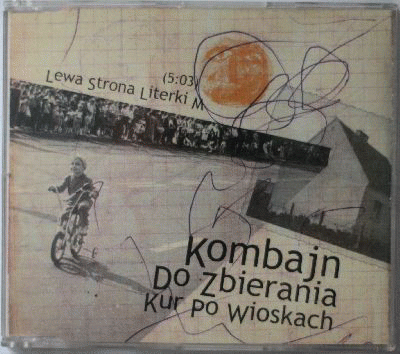 (5:03)
Lewa Strona Literki M
Kombajn
Do Zbierania
Kur Po Wioskach